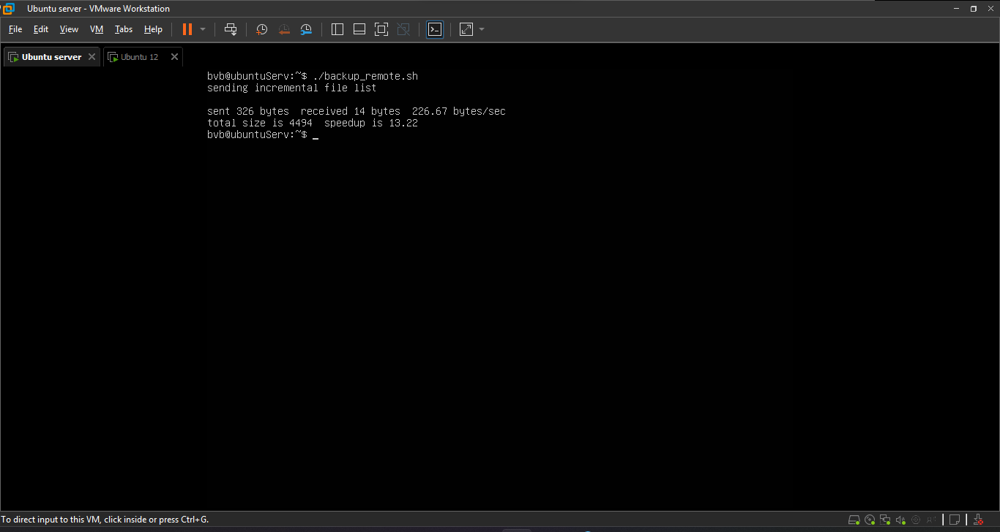 Ubuntu server - VMware Workstation
File Edit View VM Tabs Help
Ubuntu server
Ubuntu 12
bvb@ubuntuServ:~$ ./backup_remote.sh
sending incremental file list
sent 326 bytes  received 14 bytes  226.67 bytes/sec
total size is 4494  speedup is 13.22
bvb@ubuntuServ:~$ _
To direct input to this VM, click inside or press Ctrl+G.